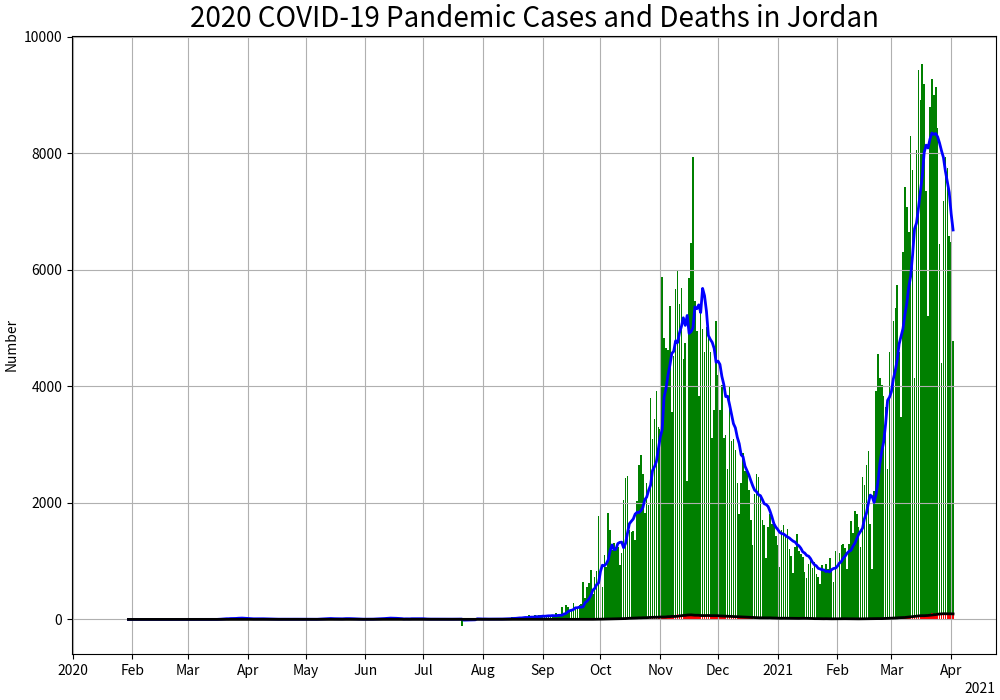 2020 COVID-19 Pandemic Cases and Deaths in Jordan
10000
8000
6000
4000
2000
0
Number
2020 Feb Mar Apr May Jun Jul Aug Sep Oct Nov Dec 2021 Feb Mar Apr
2021